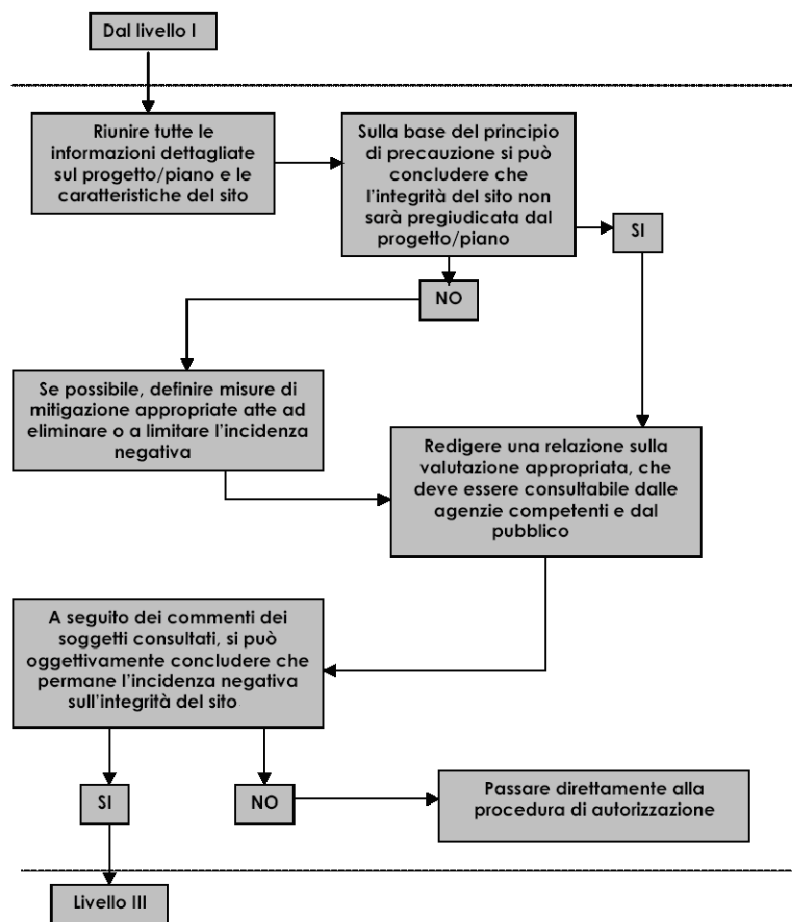 Dal livello I
Riunire tutte le
informazioni dettagliate
sul progetto/piano e le
caratteristiche del sito
Sulla base del principio
di precauzione si può
concludere che
l'integrità del sito non
sarà pregiudicata dal
progetto/piano
SI
NO
Se possibile, definire misure di
mitigazione appropriate atte ad
eliminare o a limitare l'incidenza
negativa
Redigere una relazione sulla
valutazione appropriata, che
deve essere consultabile dalle
agenzie competenti e dal
pubblico
A seguito dei commenti dei
soggetti consultati, si può
oggettivamente concludere che
permane l'incidenza negativa
sull'integrità del sito
SI
NO
Passare direttamente alla
procedura di autorizzazione
Livello III